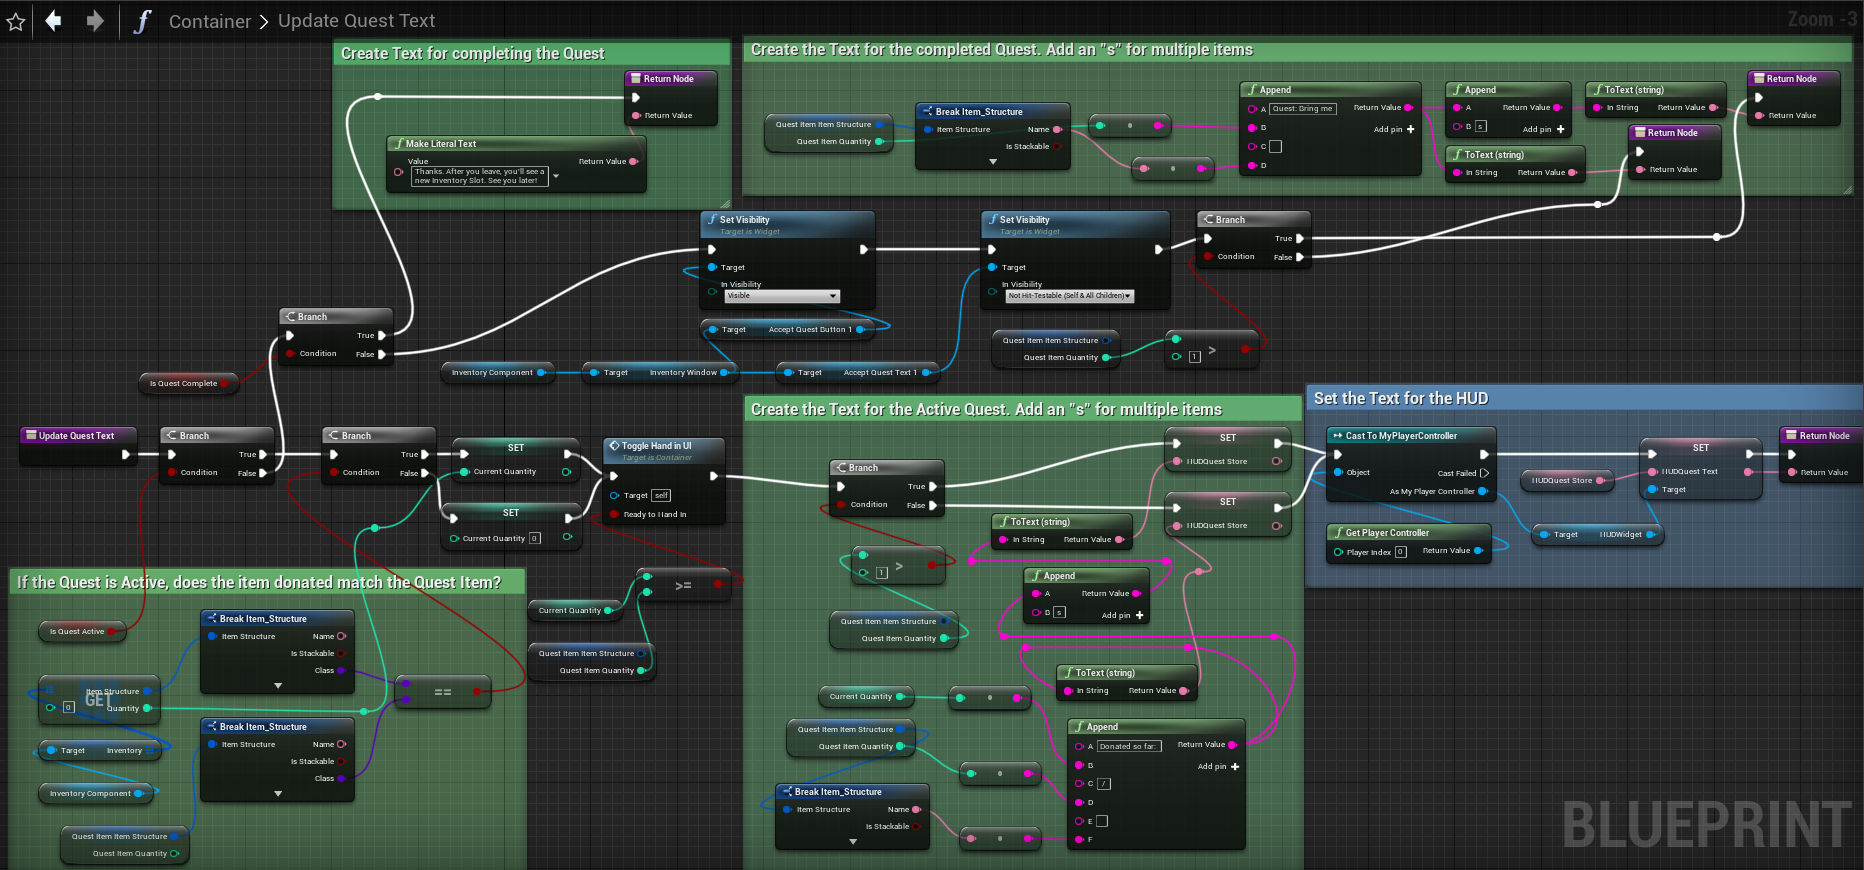 Container > Update Quest Text
Zoom -3
Create Text for completing the Quest
Return Node
Return Value
Make Literal Text
Value
Thanks. After you leave, you'll see a
new Inventory Slot. See you later!
Return Value
Create the Text for the completed Quest. Add an "s" for multiple items
Quest Item Item Structure
Quest Item Quantity
Break Item_Structure
Item Structure
Name
Is Stackable
Append
A
Quest: Bring me
Return Value
B
Add pin +
C
D
Append
A
Return Value
B
s
Add pin +
ToText (string)
In String
Return Value
ToText (string)
In String
Return Value
Return Node
Return Value
Return Node
Return Value
Set Visibility
Target is Widget
Target
In Visibility
Visible
Set Visibility
Target is Widget
Target
In Visibility
Not Hit-Testable (Self & All Children)
Branch
True
Condition
False
Target
Accept Quest Button 1
Inventory Component
Target
Inventory Window
Target
Accept Quest Text 1
Quest Item Item Structure
Quest Item Quantity
1
>
Branch
True
Condition
False
Is Quest Complete
Update Quest Text
Branch
True
Condition
False
Branch
True
Condition
False
SET
Current Quantity
SET
Current Quantity
0
Toggle Hand in UI
Target is Container
Target
self
Ready to Hand In
Current Quantity
>=
Quest Item Item Structure
Quest Item Quantity
If the Quest is Active, does the item donated match the Quest Item?
Is Quest Active
Break Item_Structure
Item Structure
Name
Is Stackable
Class
GET
Item Structure
0
Quantity
==
Break Item_Structure
Item Structure
Name
Is Stackable
Class
Target
Inventory
Inventory Component
Quest Item Item Structure
Quest Item Quantity
Create the Text for the Active Quest. Add an "s" for multiple items
Branch
True
Condition
False
SET
HUDQuest Store
SET
HUDQuest Store
ToText (string)
In String
Return Value
1
>
Append
A
Return Value
B
s
Add pin +
Quest Item Item Structure
Quest Item Quantity
ToText (string)
In String
Return Value
Current Quantity
Quest Item Item Structure
Quest Item Quantity
Append
A
Donated so far:
Return Value
B
Add pin +
C
/
D
E
F
Break Item_Structure
Item Structure
Name
Is Stackable
Set the Text for the HUD
Cast To MyPlayerController
Object
Cast Failed
As My Player Controller
Get Player Controller
Player Index
0
Return Value
HUDQuest Store
SET
HUDQuest Text
Target
Target
HUDWidget
Return Node
Return Value
BLUEPRINT